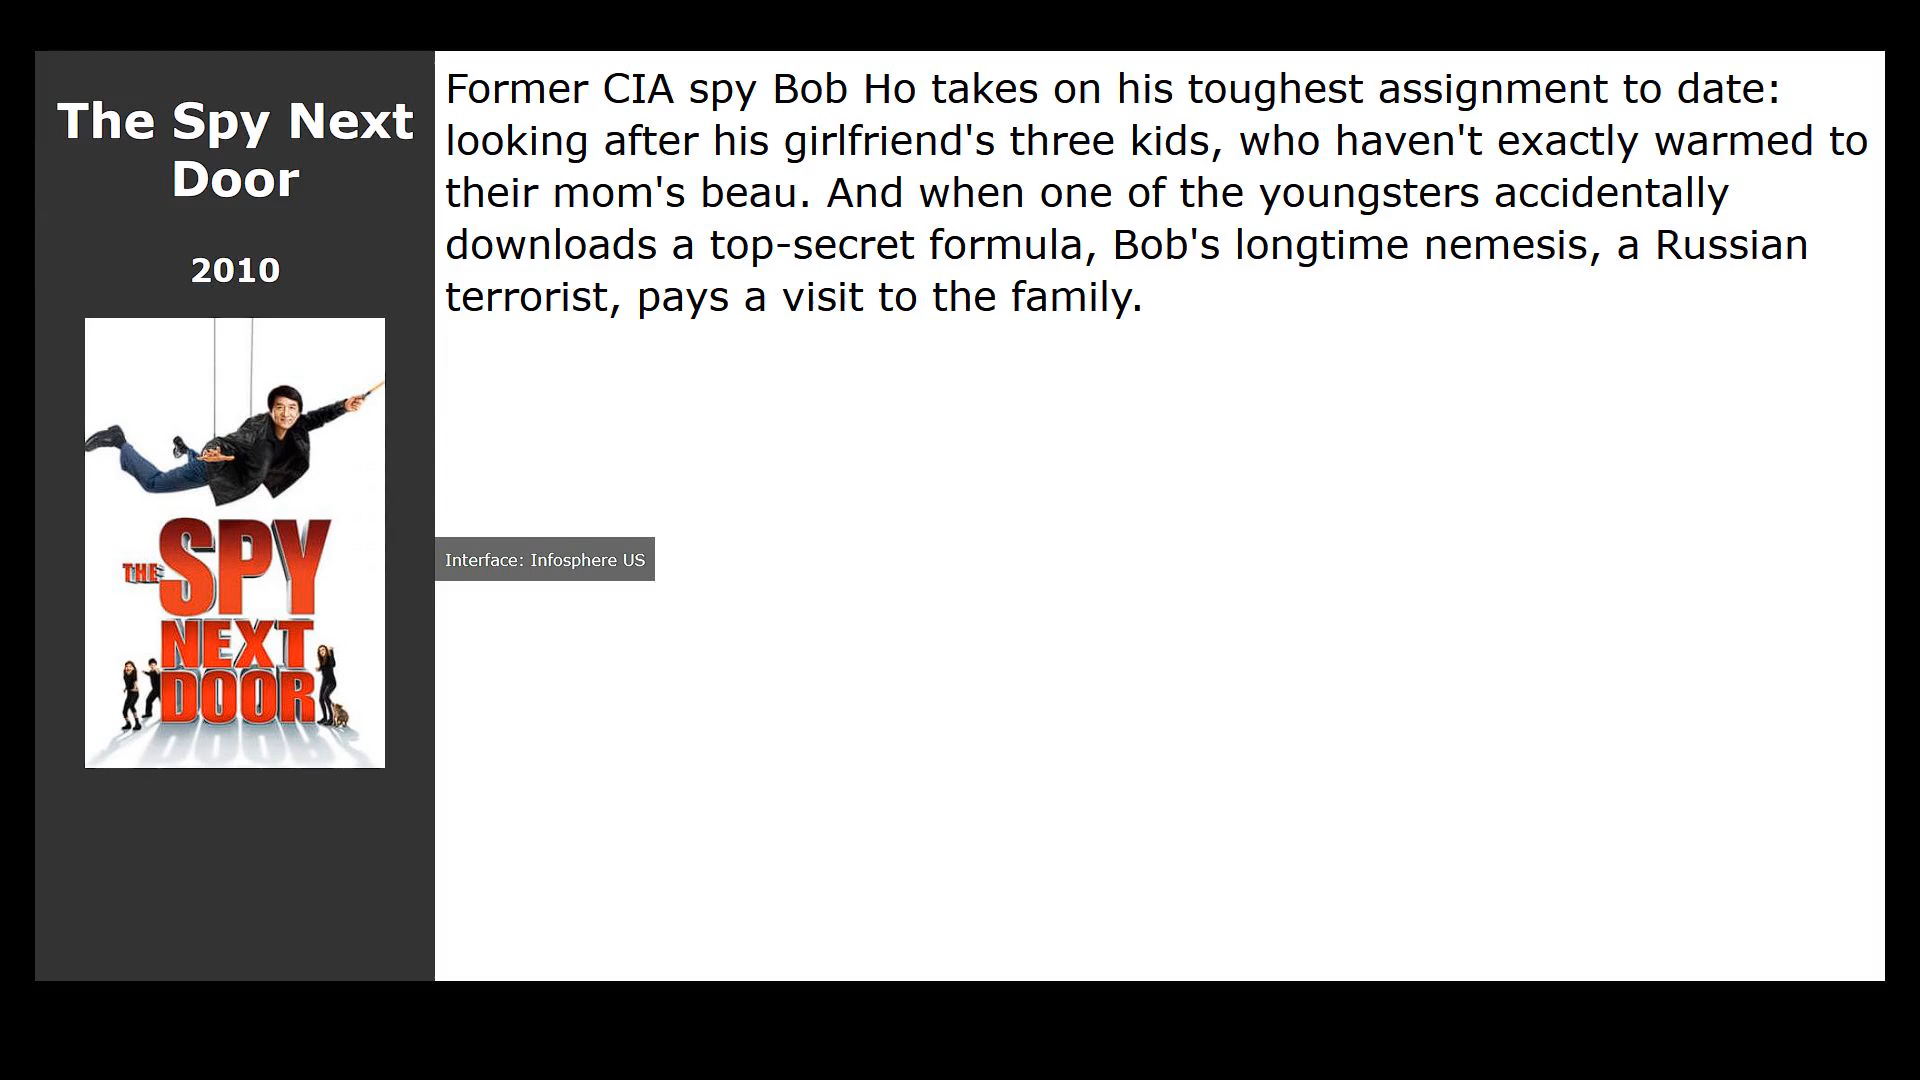 The Spy Next
Door
2010
THE
SPY
NEXT
DOOR
Former CIA spy Bob Ho takes on his toughest assignment to date:
looking after his girlfriend's three kids, who haven't exactly warmed to
their mom's beau. And when one of the youngsters accidentally
downloads a top-secret formula, Bob's longtime nemesis, a Russian
terrorist, pays a visit to the family.
Interface: Infosphere US